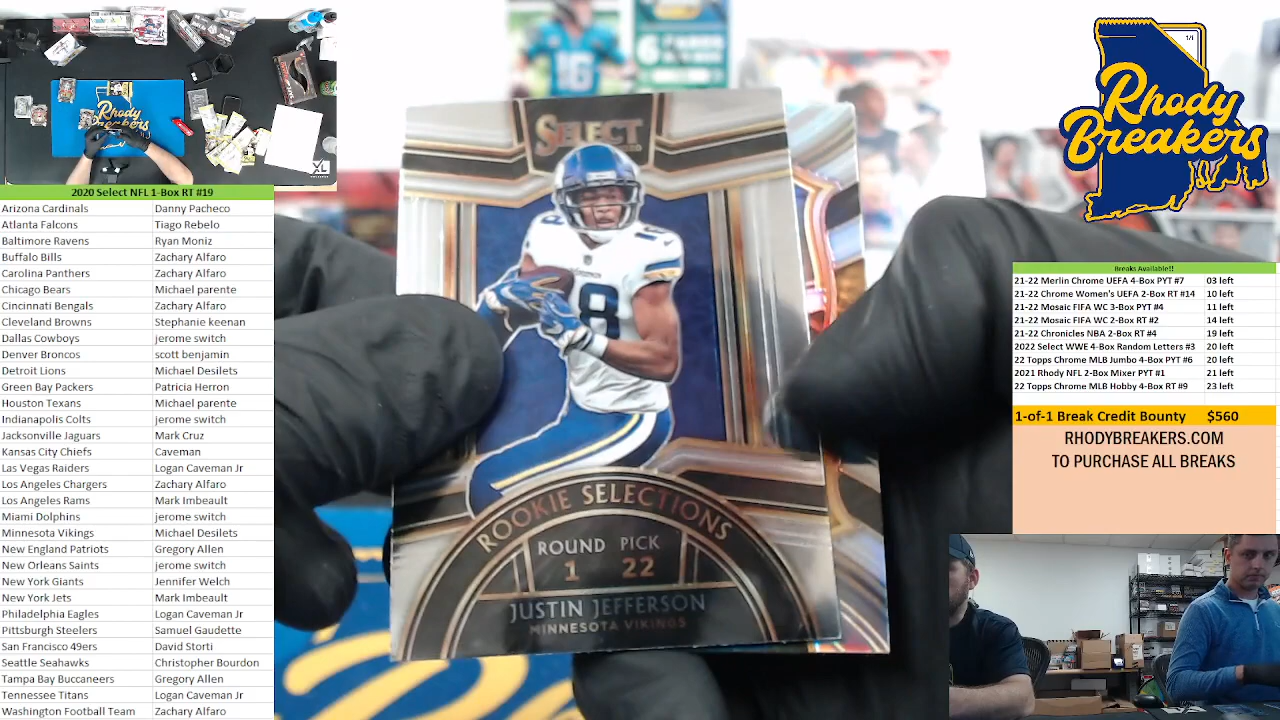 2020 Select NFL 1-Box RT #19
Arizona Cardinals Danny Pacheco
Atlanta Falcons Tiago Rebelo
Baltimore Ravens Ryan Moniz
Buffalo Bills Zachary Alfaro
Carolina Panthers Zachary Alfaro
Chicago Bears Michael parente
Cincinnati Bengals Zachary Alfaro
Cleveland Browns Stephanie keenan
Dallas Cowboys jerome switch
Denver Broncos scott benjamin
Detroit Lions Michael Desilets
Green Bay Packers Patricia Herron
Houston Texans Michael parente
Indianapolis Colts jerome switch
Jacksonville Jaguars Mark Cruz
Kansas City Chiefs Caveman
Las Vegas Raiders Logan Caveman Jr
Los Angeles Chargers Zachary Alfaro
Los Angeles Rams Mark Imbeault
Miami Dolphins jerome switch
Minnesota Vikings Michael Desilets
New England Patriots Gregory Allen
New Orleans Saints jerome switch
New York Giants Jennifer Welch
New York Jets Mark Imbeault
Philadelphia Eagles Logan Caveman Jr
Pittsburgh Steelers Samuel Gaudette
San Francisco 49ers David Storti
Seattle Seahawks Christopher Bourdon
Tampa Bay Buccaneers Gregory Allen
Tennessee Titans Logan Caveman Jr
Washington Football Team Zachary Alfaro
Rhody
Breakers
XL
16
6
SELECT
18
8
ROOKIE SELECTIONS
ROUND PICK
1 22
JUSTIN JEFFERSON
MINNESOTA VIKINGS
1/1
Rhody
Breakers
Breaks Available!!
21-22 Merlin Chrome UEFA 4-Box PYT #7 03 left
21-22 Chrome Women's UEFA 2-Box RT #14 10 left
21-22 Mosaic FIFA WC 3-Box PYT #4 11 left
21-22 Mosaic FIFA WC 2-Box RT #2 14 left
21-22 Chronicles NBA 2-Box RT #4 19 left
2022 Select WWE 4-Box Random Letters #3 20 left
22 Topps Chrome MLB Jumbo 4-Box PYT #6 20 left
2021 Rhody NFL 2-Box Mixer PYT #1 21 left
22 Topps Chrome MLB Hobby 4-Box RT #9 23 left
1-of-1 Break Credit Bounty $560
RHODYBREAKERS.COM
TO PURCHASE ALL BREAKS